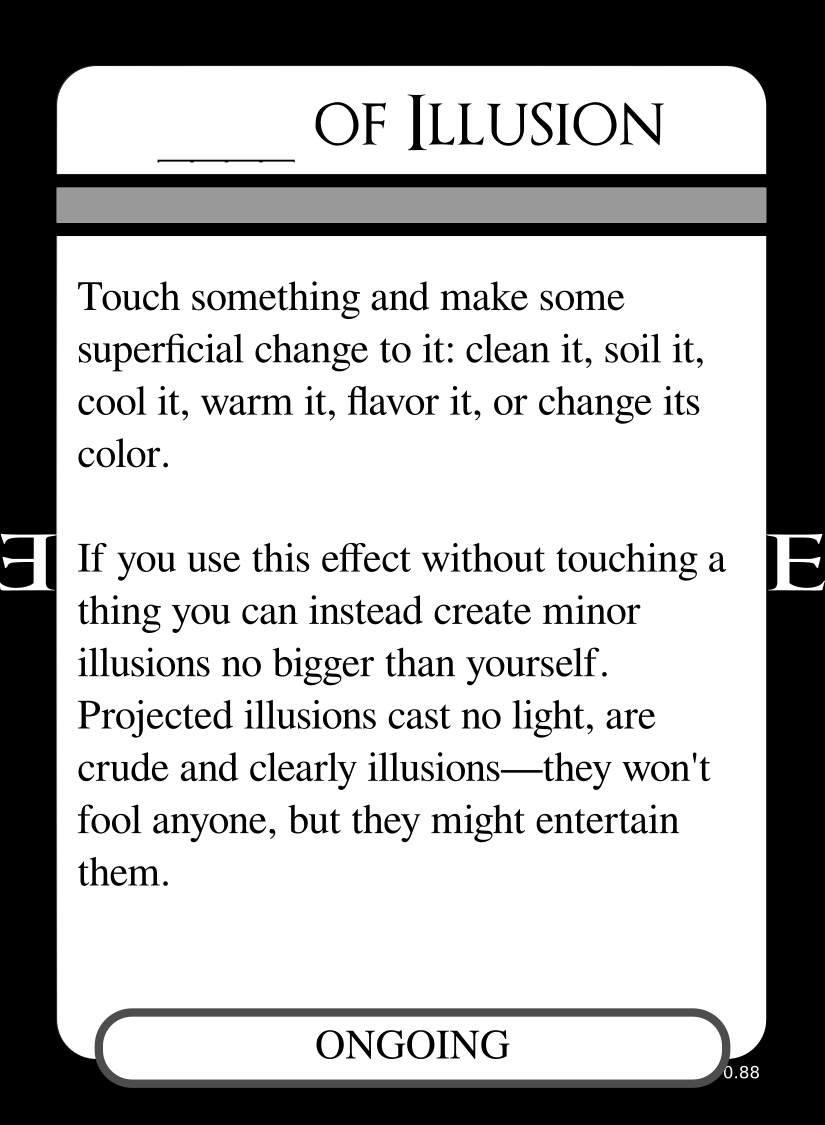 ____ OF ILLUSION
Touch something and make some
superficial change to it: clean it, soil it,
cool it, warm it, flavor it, or change its
color.
If you use this effect without touching a
thing you can instead create minor
illusions no bigger than yourself.
Projected illusions cast no light, are
crude and clearly illusions—they won't
fool anyone, but they might entertain
them.
E
E
ONGOING
0.88